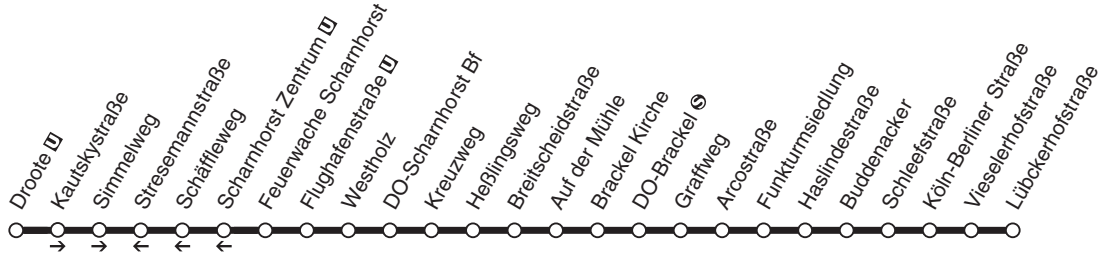 Droote U
Kautskystraße
Simmelweg
Stresemannstraße
Schäfleweg
Scharnhorst Zentrum U
Feuerwache Scharnhorst
Flughafenstraße U
Westholz
DO-Scharnhorst Bf
Kreuzweg
Heßlingsweg
Breitscheidstraße
Auf der Mühle
Brackel Kirche
DO-Brackel S
Graffweg
Arcostraße
Funkturmsiedlung
Haslindestraße
Buddenacker
Schleefstraße
Köln-Berliner Straße
Vieselerhofstraße
Lübckerhofstraße